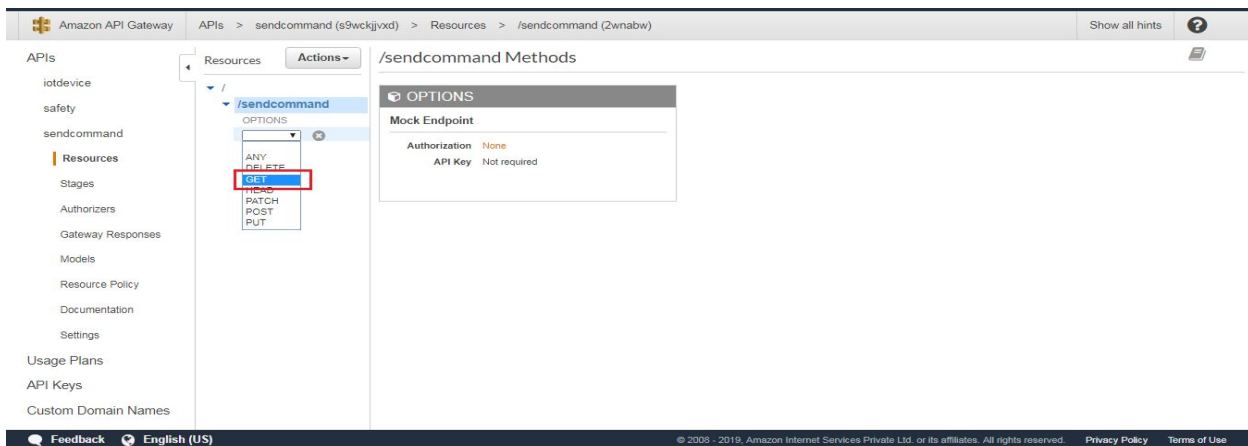 Amazon API Gateway
APIs > sendcommand (s9wckjjvxd) > Resources > /sendcommand (2wnabw)
Show all hints
?
APIs
iotdevice
safety
sendcommand
Resources
Stages
Authorizers
Gateway Responses
Models
Resource Policy
Documentation
Settings
Usage Plans
API Keys
Custom Domain Names
Resources
Actions
/
/sendcommand
OPTIONS
ANY
DELETE
GET
HEAD
PATCH
POST
PUT
/sendcommand Methods
OPTIONS
Mock Endpoint
Authorization None
API Key Not required
Feedback English (US)
© 2008 - 2019, Amazon Internet Services Private Ltd. or its affiliates. All rights reserved. Privacy Policy Terms of Use